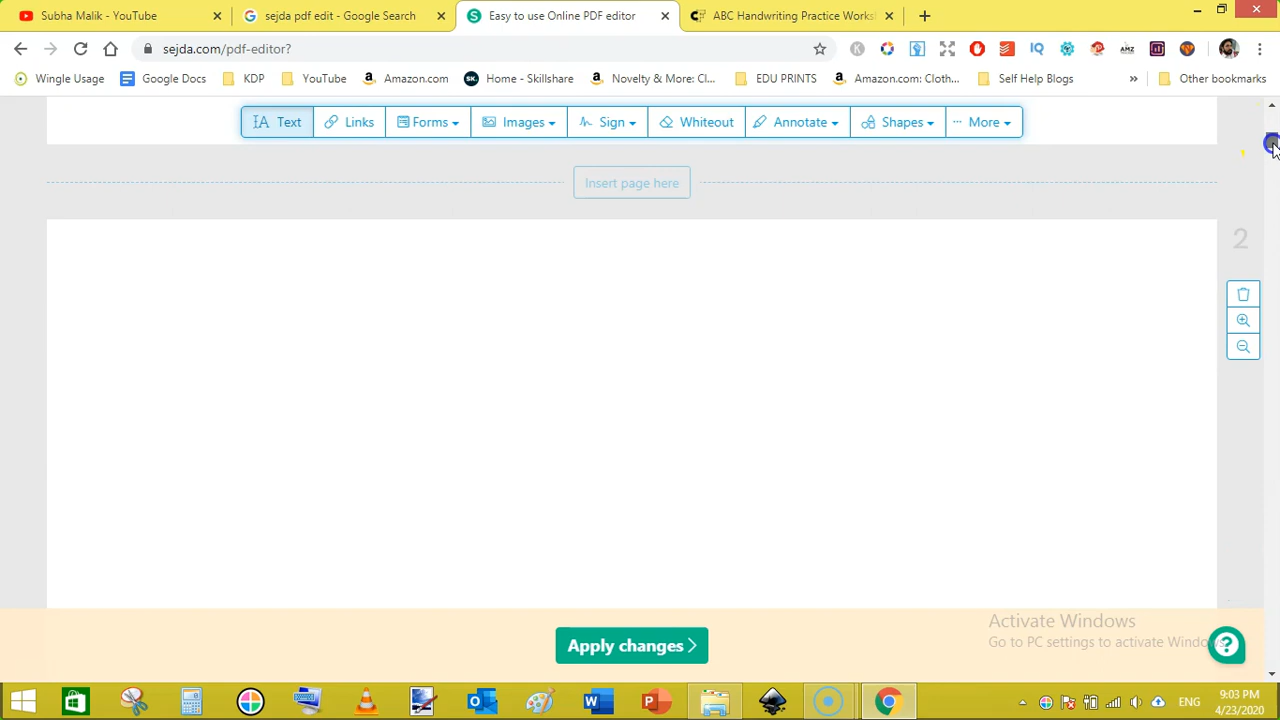 Subha Malik - YouTube
sejda pdf edit - Google Search
Easy to use Online PDF editor
ABC Handwriting Practice Works
sejda.com/pdf-editor?
Wingle Usage
Google Docs
KDP
YouTube
Amazon.com
Home - Skillshare
Novelty & More: Cl...
EDU PRINTS
Amazon.com: Cloth...
Self Help Blogs
»
Other bookmarks
Text
Links
Forms
Images
Sign
Whiteout
Annotate
Shapes
More
Insert page here
2
Apply changes
Activate Windows
Go to PC settings to activate Windows.
ENG
9:03 PM
4/23/2020